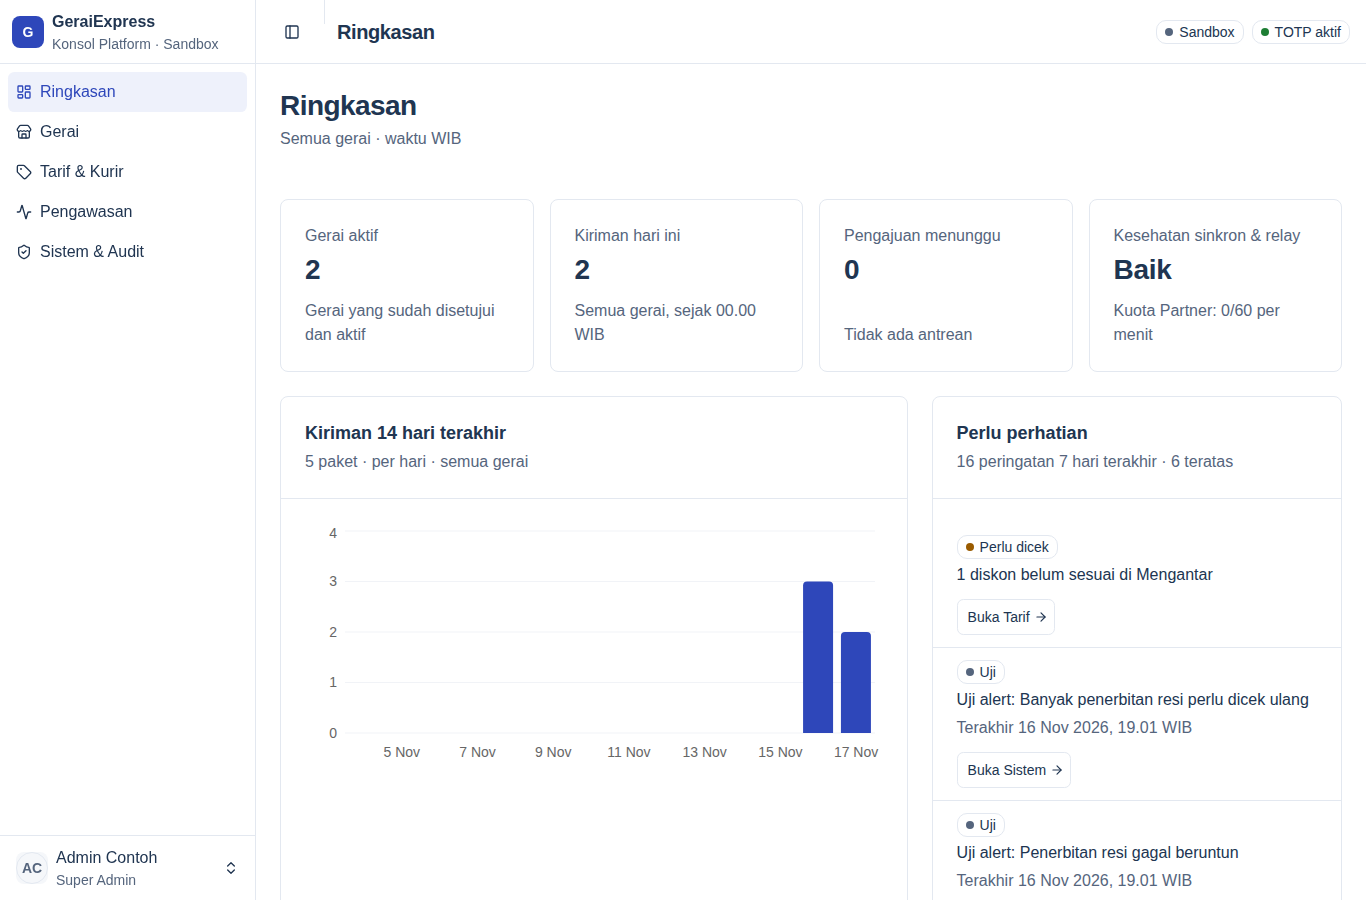 G
GeraiExpress
Konsol Platform · Sandbox
Ringkasan
Gerai
Tarif & Kurir
Pengawasan
Sistem & Audit
AC
Admin Contoh
Super Admin
Ringkasan
Sandbox
TOTP aktif
Ringkasan
Semua gerai · waktu WIB
Gerai aktif
2
Gerai yang sudah disetujui
dan aktif
Kiriman hari ini
2
Semua gerai, sejak 00.00
WIB
Pengajuan menunggu
0
Tidak ada antrean
Kesehatan sinkron & relay
Baik
Kuota Partner: 0/60 per
menit
Kiriman 14 hari terakhir
5 paket · per hari · semua gerai
4
3
2
1
0
5 Nov
7 Nov
9 Nov
11 Nov
13 Nov
15 Nov
17 Nov
Perlu perhatian
16 peringatan 7 hari terakhir · 6 teratas
Perlu dicek
1 diskon belum sesuai di Mengantar
Buka Tarif
Uji
Uji alert: Banyak penerbitan resi perlu dicek ulang
Terakhir 16 Nov 2026, 19.01 WIB
Buka Sistem
Uji
Uji alert: Penerbitan resi gagal beruntun
Terakhir 16 Nov 2026, 19.01 WIB